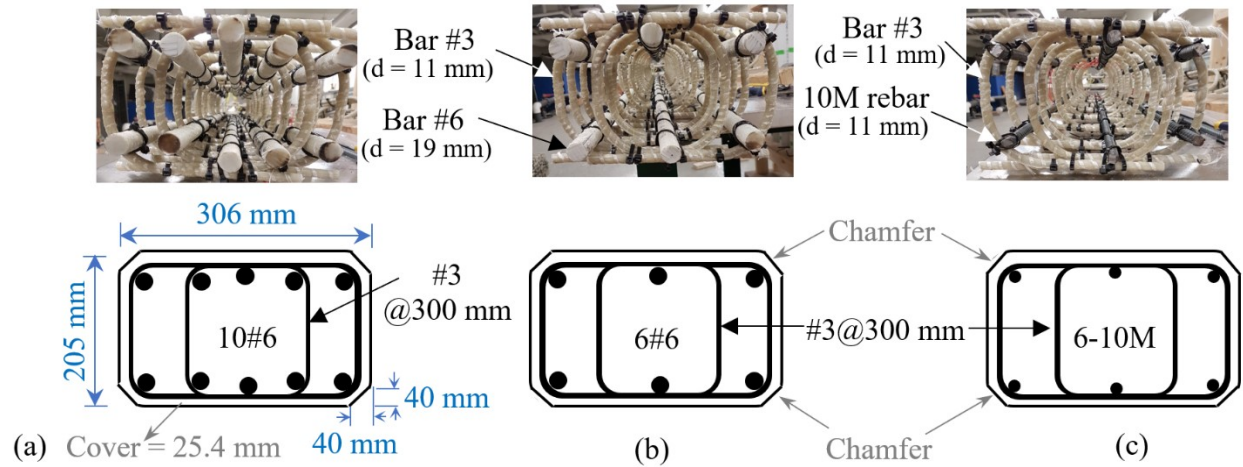 Bar #3
(d = 11 mm)
Bar #6
(d = 19 mm)
Bar #3
(d = 11 mm)
10M rebar
(d = 11 mm)
306 mm
205 mm
10#6
#3
@300 mm
40 mm
40 mm
(a)
Cover = 25.4 mm
Chamfer
6#6
#3@300 mm
6-10M
(b)
Chamfer
(c)